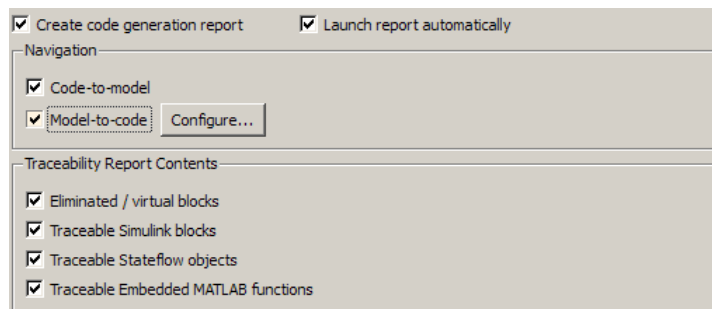 Create code generation report Launch report automatically
Navigation
Code-to-model
Model-to-code Configure...
Traceability Report Contents
Eliminated / virtual blocks
Traceable Simulink blocks
Traceable Stateflow objects
Traceable Embedded MATLAB functions